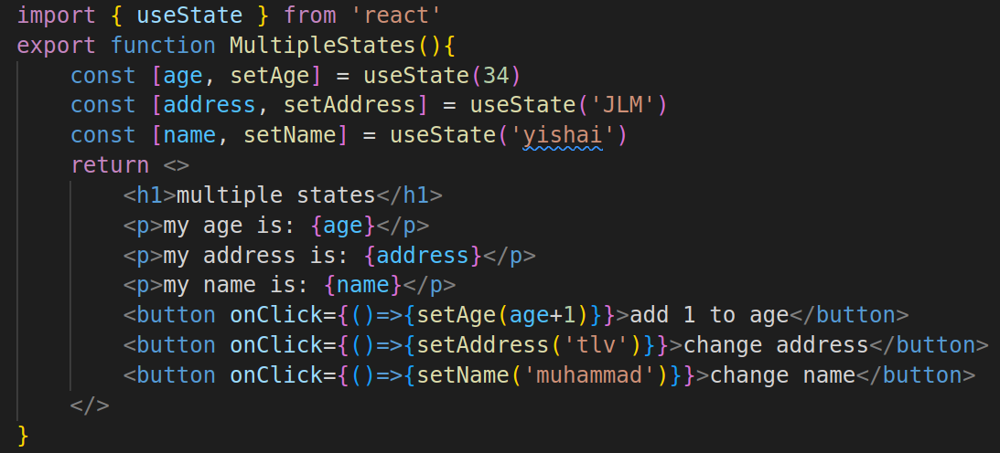 import { useState } from 'react'
export function MultipleStates(){
    const [age, setAge] = useState(34)
    const [address, setAddress] = useState('JLM')
    const [name, setName] = useState('yishai')
    return <>
        <h1>multiple states</h1>
        <p>my age is: {age}</p>
        <p>my address is: {address}</p>
        <p>my name is: {name}</p>
        <button onClick={()=>{setAge(age+1)}}>add 1 to age</button>
        <button onClick={()=>{setAddress('tlv')}}>change address</button>
        <button onClick={()=>{setName('muhammad')}}>change name</button>
    </>
}